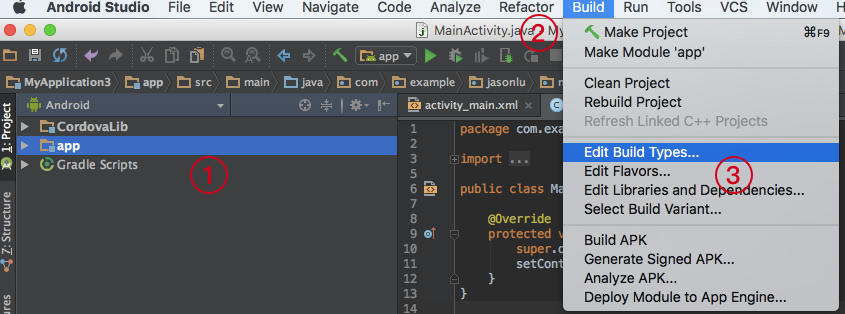 Android Studio File Edit View Navigate Code Analyze Refactor Build Run Tools VCS Window
MainActivity.java
②
app
MyApplication3 app src main java com example jasonlu
Android
activity_main.xml
1: Project
7: Structure
CordovaLib
app
Gradle Scripts
①
1 package com.exa
2
3 import ...
5
6 public class Ma
7
8 @Override
9 protected v
10 super.o
11 setCont
12 }
13 }
14
Make Project ⌘F9
Make Module 'app'
Clean Project
Rebuild Project
Refresh Linked C++ Projects
Edit Build Types...
Edit Flavors...
③
Edit Libraries and Dependencies...
Select Build Variant...
Build APK
Generate Signed APK...
Analyze APK...
Deploy Module to App Engine...